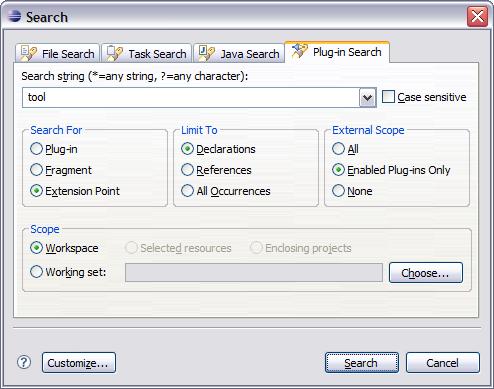 Search
File Search Task Search Java Search Plug-in Search
Search string (*=any string, ?=any character):
tool Case sensitive
Search For Limit To External Scope
Plug-in Declarations All
Fragment References Enabled Plug-ins Only
Extension Point All Occurrences None
Scope
Workspace Selected resources Enclosing projects
Working set: Choose...
? Customize... Search Cancel